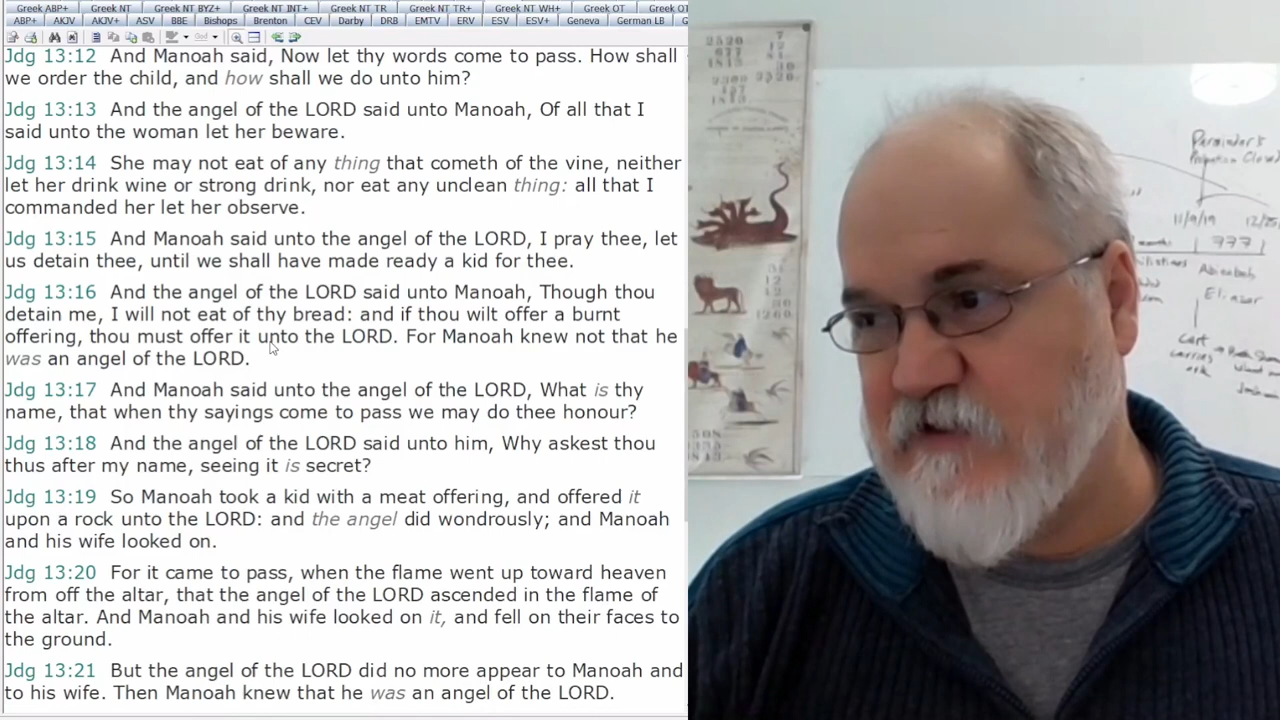 Greek ABP+ Greek NT Greek NT BYZ+ Greek NT INT+ Greek NT TR Greek NT TR+ Greek NT WH+ Greek OT Greek OT
ABP+ AKJV AKJV+ ASV BBE Bishops Brenton CEV Darby DRB EMTV ERV ESV ESV+ Geneva German LB G
Jdg 13:12 And Manoah said, Now let thy words come to pass. How shall
we order the child, and how shall we do unto him?
Jdg 13:13 And the angel of the LORD said unto Manoah, Of all that I
said unto the woman let her beware.
Jdg 13:14 She may not eat of any thing that cometh of the vine, neither
let her drink wine or strong drink, nor eat any unclean thing: all that I
commanded her let her observe.
Jdg 13:15 And Manoah said unto the angel of the LORD, I pray thee, let
us detain thee, until we shall have made ready a kid for thee.
Jdg 13:16 And the angel of the LORD said unto Manoah, Though thou
detain me, I will not eat of thy bread: and if thou wilt offer a burnt
offering, thou must offer it unto the LORD. For Manoah knew not that he
was an angel of the LORD.
Jdg 13:17 And Manoah said unto the angel of the LORD, What is thy
name, that when thy sayings come to pass we may do thee honour?
Jdg 13:18 And the angel of the LORD said unto him, Why askest thou
thus after my name, seeing it is secret?
Jdg 13:19 So Manoah took a kid with a meat offering, and offered it
upon a rock unto the LORD: and the angel did wondrously; and Manoah
and his wife looked on.
Jdg 13:20 For it came to pass, when the flame went up toward heaven
from off the altar, that the angel of the LORD ascended in the flame of
the altar. And Manoah and his wife looked on it, and fell on their faces to
the ground.
Jdg 13:21 But the angel of the LORD did no more appear to Manoah and
to his wife. Then Manoah knew that he was an angel of the LORD.
2520 7
677 12
1260
11/9/19
777
Eliazar
Cart
carries
ark